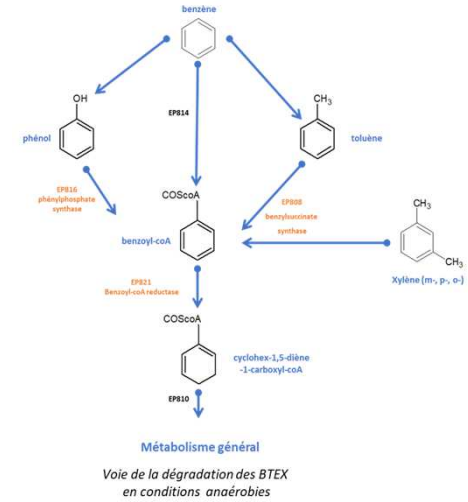 benzène
OH
CH3
EP814
phénol
toluène
EP816
phénylphosphate
synthase
EP808
benzylsuccinate
synthase
COScoA
CH3
benzoyl-coA
CH3
Xylène (m-, p-, o-)
EP821
Benzoyl-coA reductase
COScoA
cyclohex-1,5-diène
-1-carboxyl-coA
EP810
Métabolisme général
Voie de la dégradation des BTEX
en conditions anaérobies